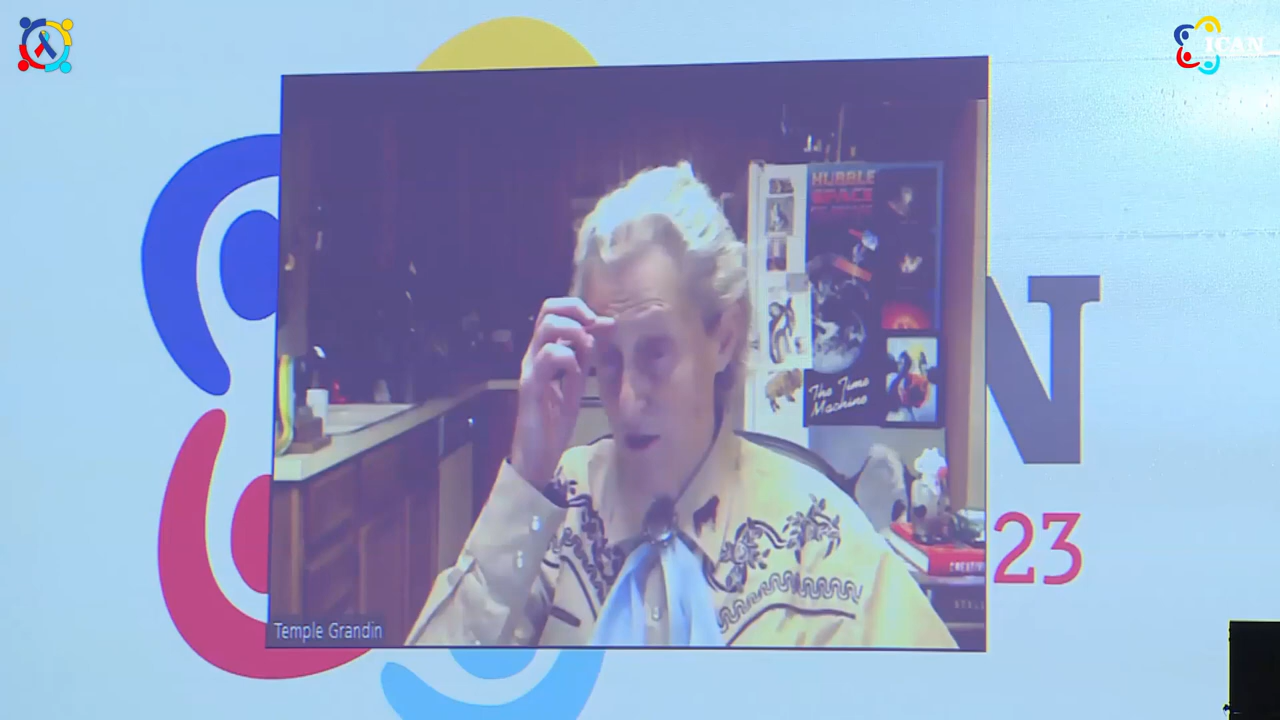 ICAN
HUBBLE
SPACE
The Time
Machine
N
23
Temple Grandin